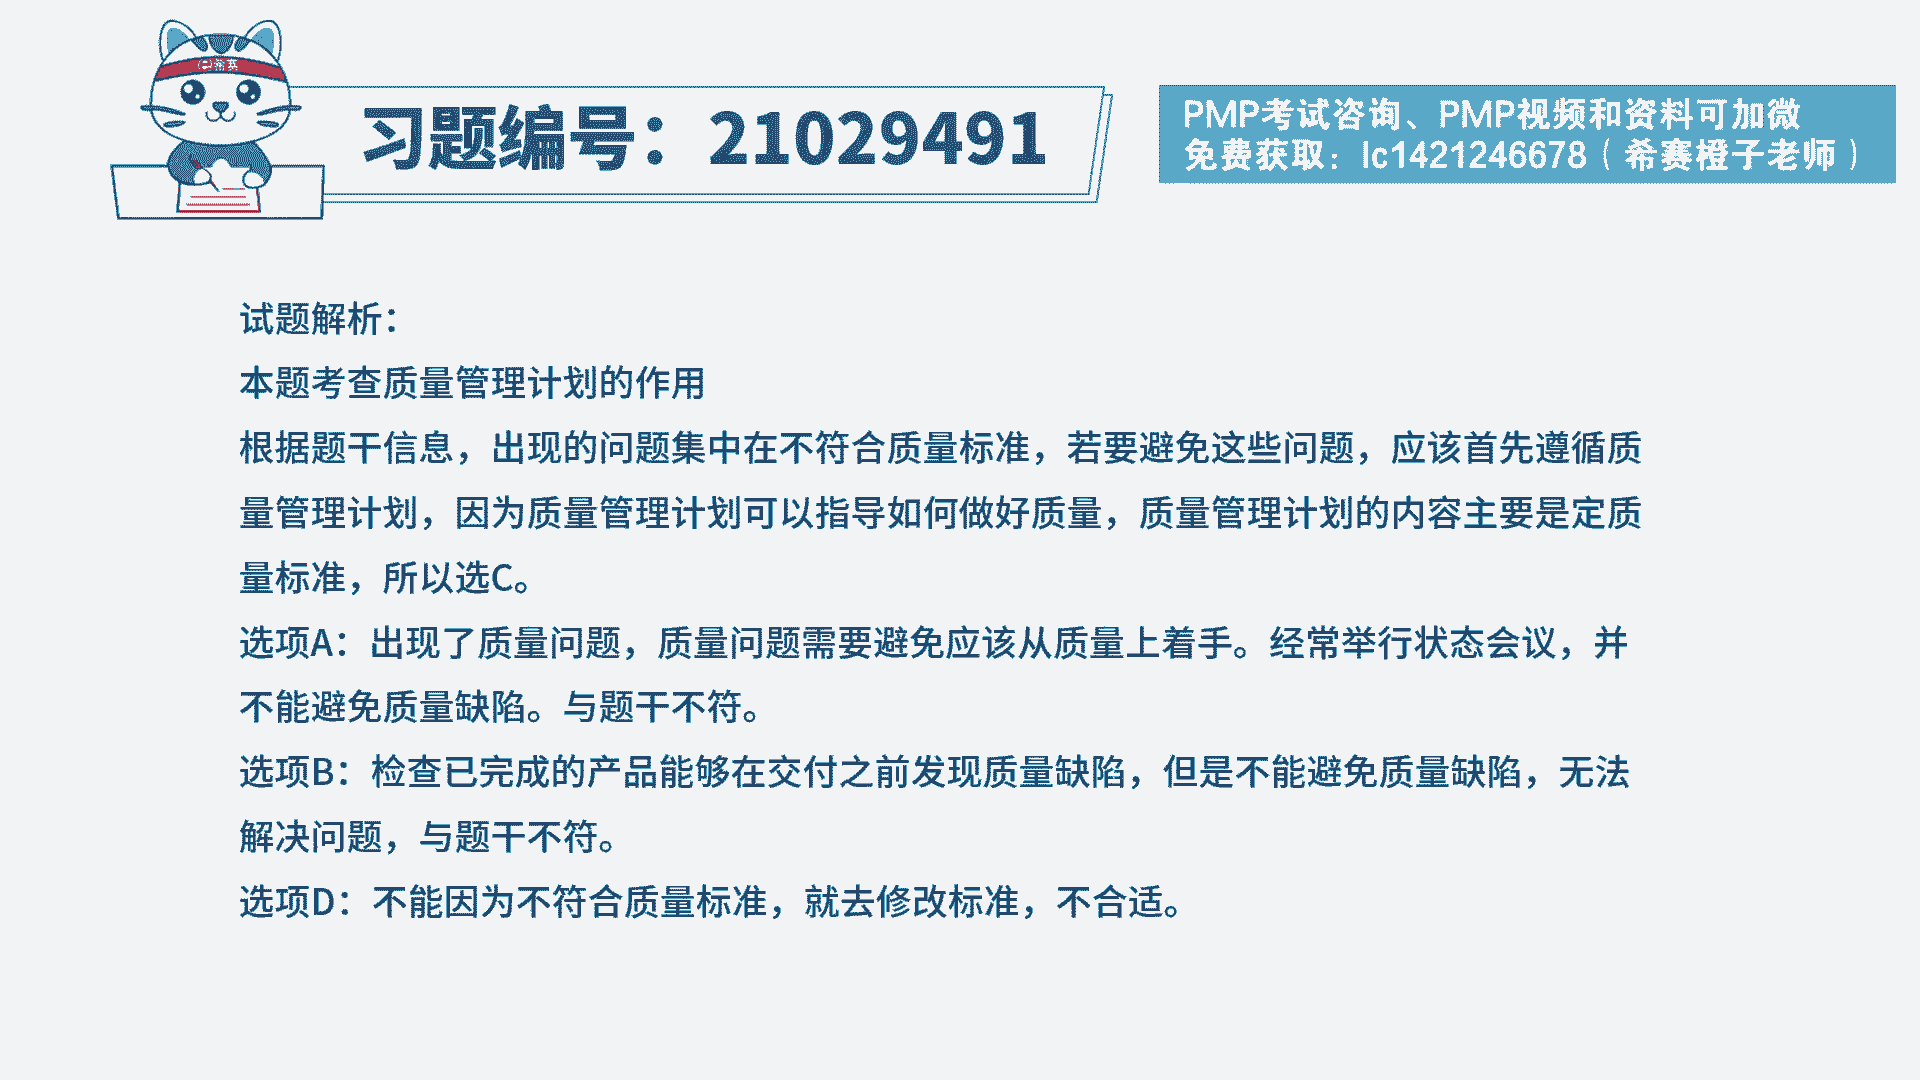 希赛
习题编号：21029491
PMP考试咨询、PMP视频和资料可加微
免费获取：lc1421246678（希赛橙子老师）
试题解析：
本题考查质量管理计划的作用
根据题干信息，出现的问题集中在不符合质量标准，若要避免这些问题，应该首先遵循质
量管理计划，因为质量管理计划可以指导如何做好质量，质量管理计划的内容主要是定质
量标准，所以选C。
选项A：出现了质量问题，质量问题需要避免应该从质量上着手。经常举行状态会议，并
不能避免质量缺陷。与题干不符。
选项B：检查已完成的产品能够在交付之前发现质量缺陷，但是不能避免质量缺陷，无法
解决问题，与题干不符。
选项D：不能因为不符合质量标准，就去修改标准，不合适。